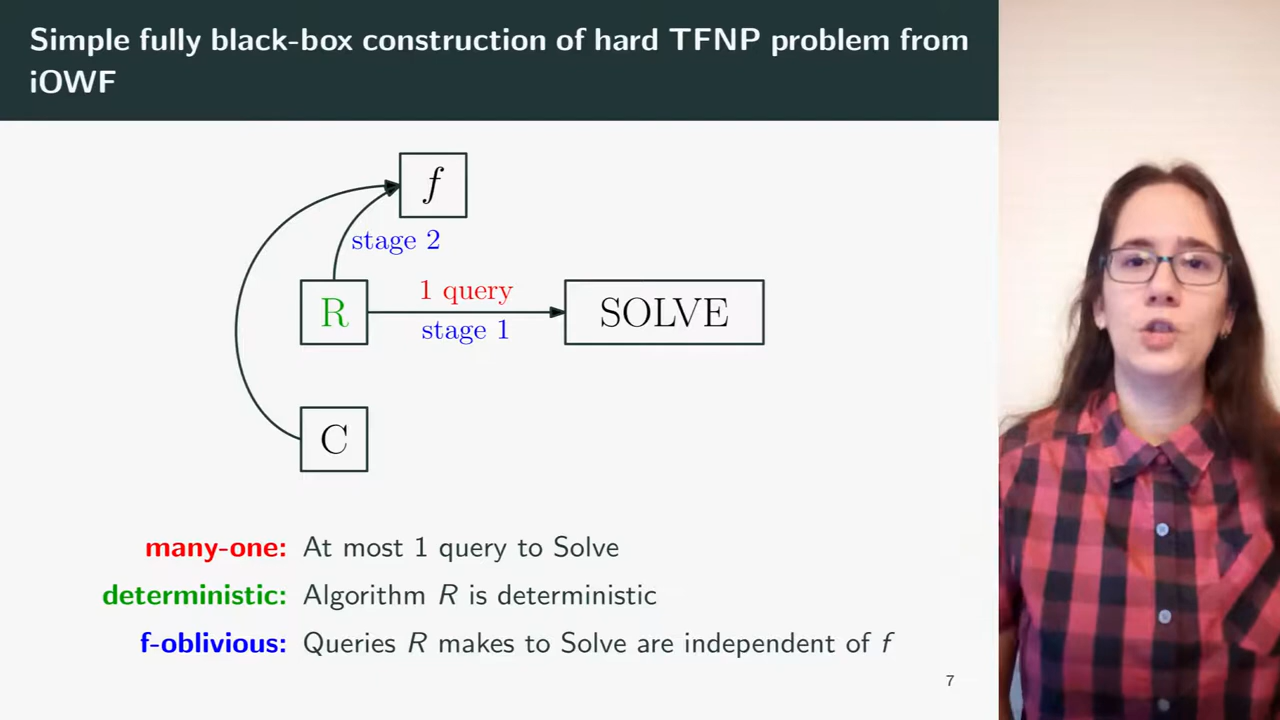 Simple fully black-box construction of hard TFNP problem from
iOWF
f
stage 2
R
1 query
stage 1
SOLVE
C
many-one: At most 1 query to Solve
deterministic: Algorithm R is deterministic
f-oblivious: Queries R makes to Solve are independent of f
7